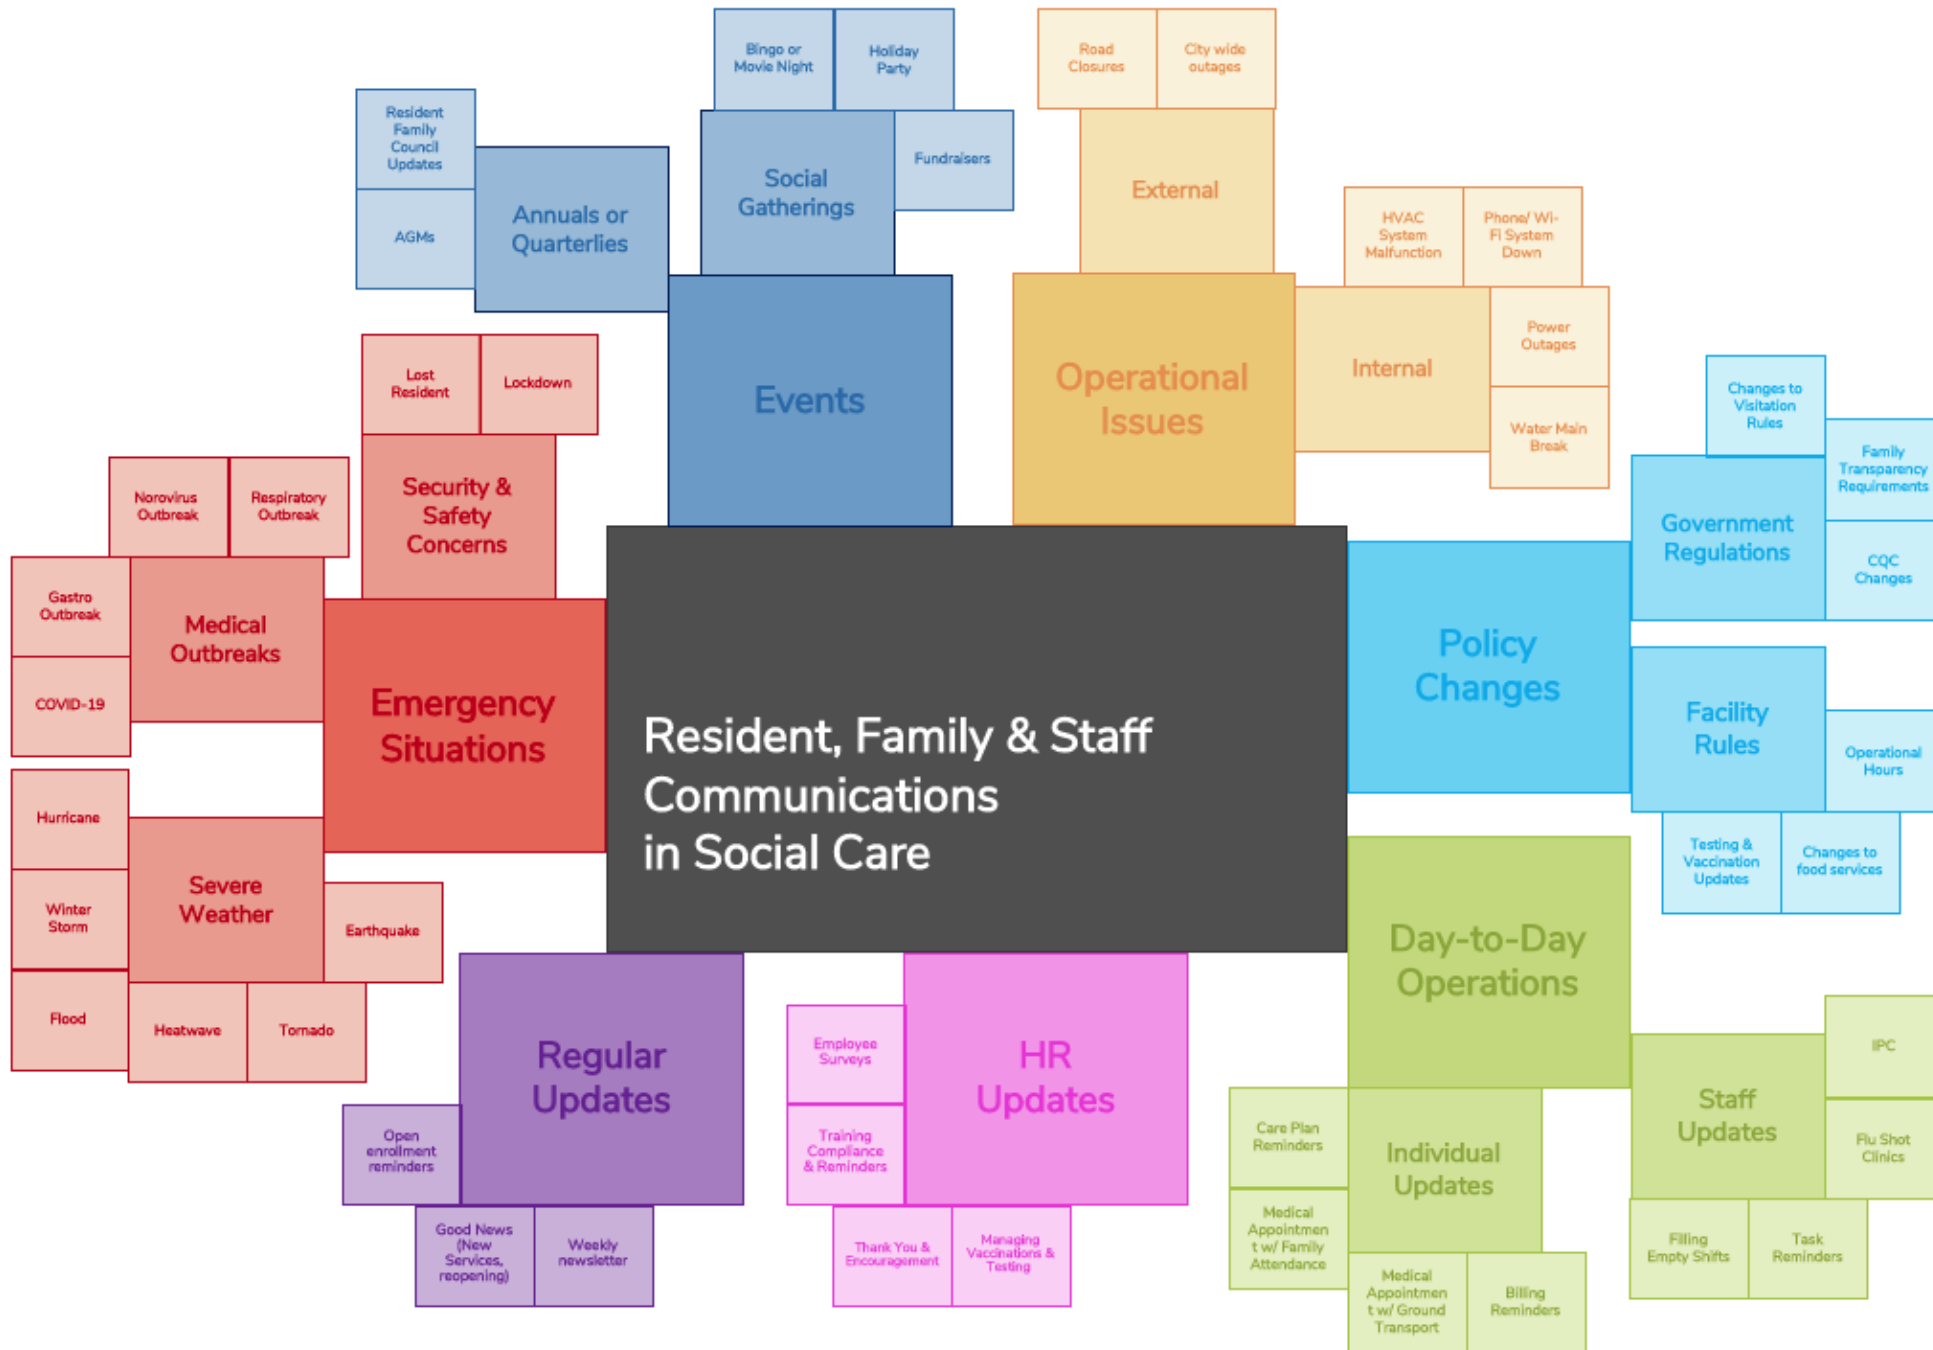 Bingo or
Movie Night
Holiday
Party
Fundraisers
Social
Gatherings
Resident
Family
Council
Updates
AGMs
Annuals or
Quarterlies
Events
Road
Closures
City wide
outages
External
HVAC
System
Malfunction
Phone/ Wi-
Fi System
Down
Power
Outages
Water Main
Break
Internal
Operational
Issues
Lost
Resident
Lockdown
Security &
Safety
Concerns
Norovirus
Outbreak
Respiratory
Outbreak
Gastro
Outbreak
COVID-19
Medical
Outbreaks
Emergency
Situations
Hurricane
Winter
Storm
Flood
Heatwave
Tornado
Earthquake
Severe
Weather
Resident, Family & Staff
Communications
in Social Care
Changes to
Visitation
Rules
Family
Transparency
Requirements
CQC
Changes
Government
Regulations
Policy
Changes
Facility
Rules
Operational
Hours
Testing &
Vaccination
Updates
Changes to
food services
Day-to-Day
Operations
IPC
Flu Shot
Clinics
Staff
Updates
Filling
Empty Shifts
Task
Reminders
Care Plan
Reminders
Individual
Updates
Medical
Appointmen
t w/ Family
Attendance
Medical
Appointmen
t w/ Ground
Transport
Billing
Reminders
Regular
Updates
Open
enrollment
reminders
Good News
(New
Services,
reopening)
Weekly
newsletter
HR
Updates
Employee
Surveys
Training
Compliance
& Reminders
Thank You &
Encouragement
Managing
Vaccinations &
Testing